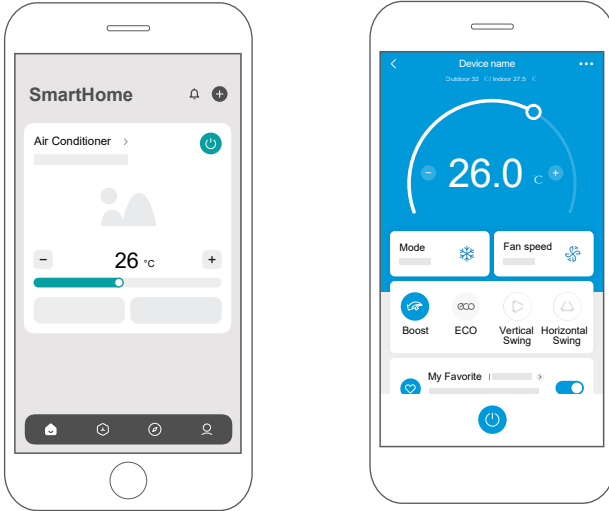 SmartHome
Air Conditioner
26 °C
Device name
Outdoor 32 C/ Indoor 27.5 C
26.0 C
Mode
Fan speed
eco
Boost
ECO
Vertical Swing
Horizontal Swing
My Favorite